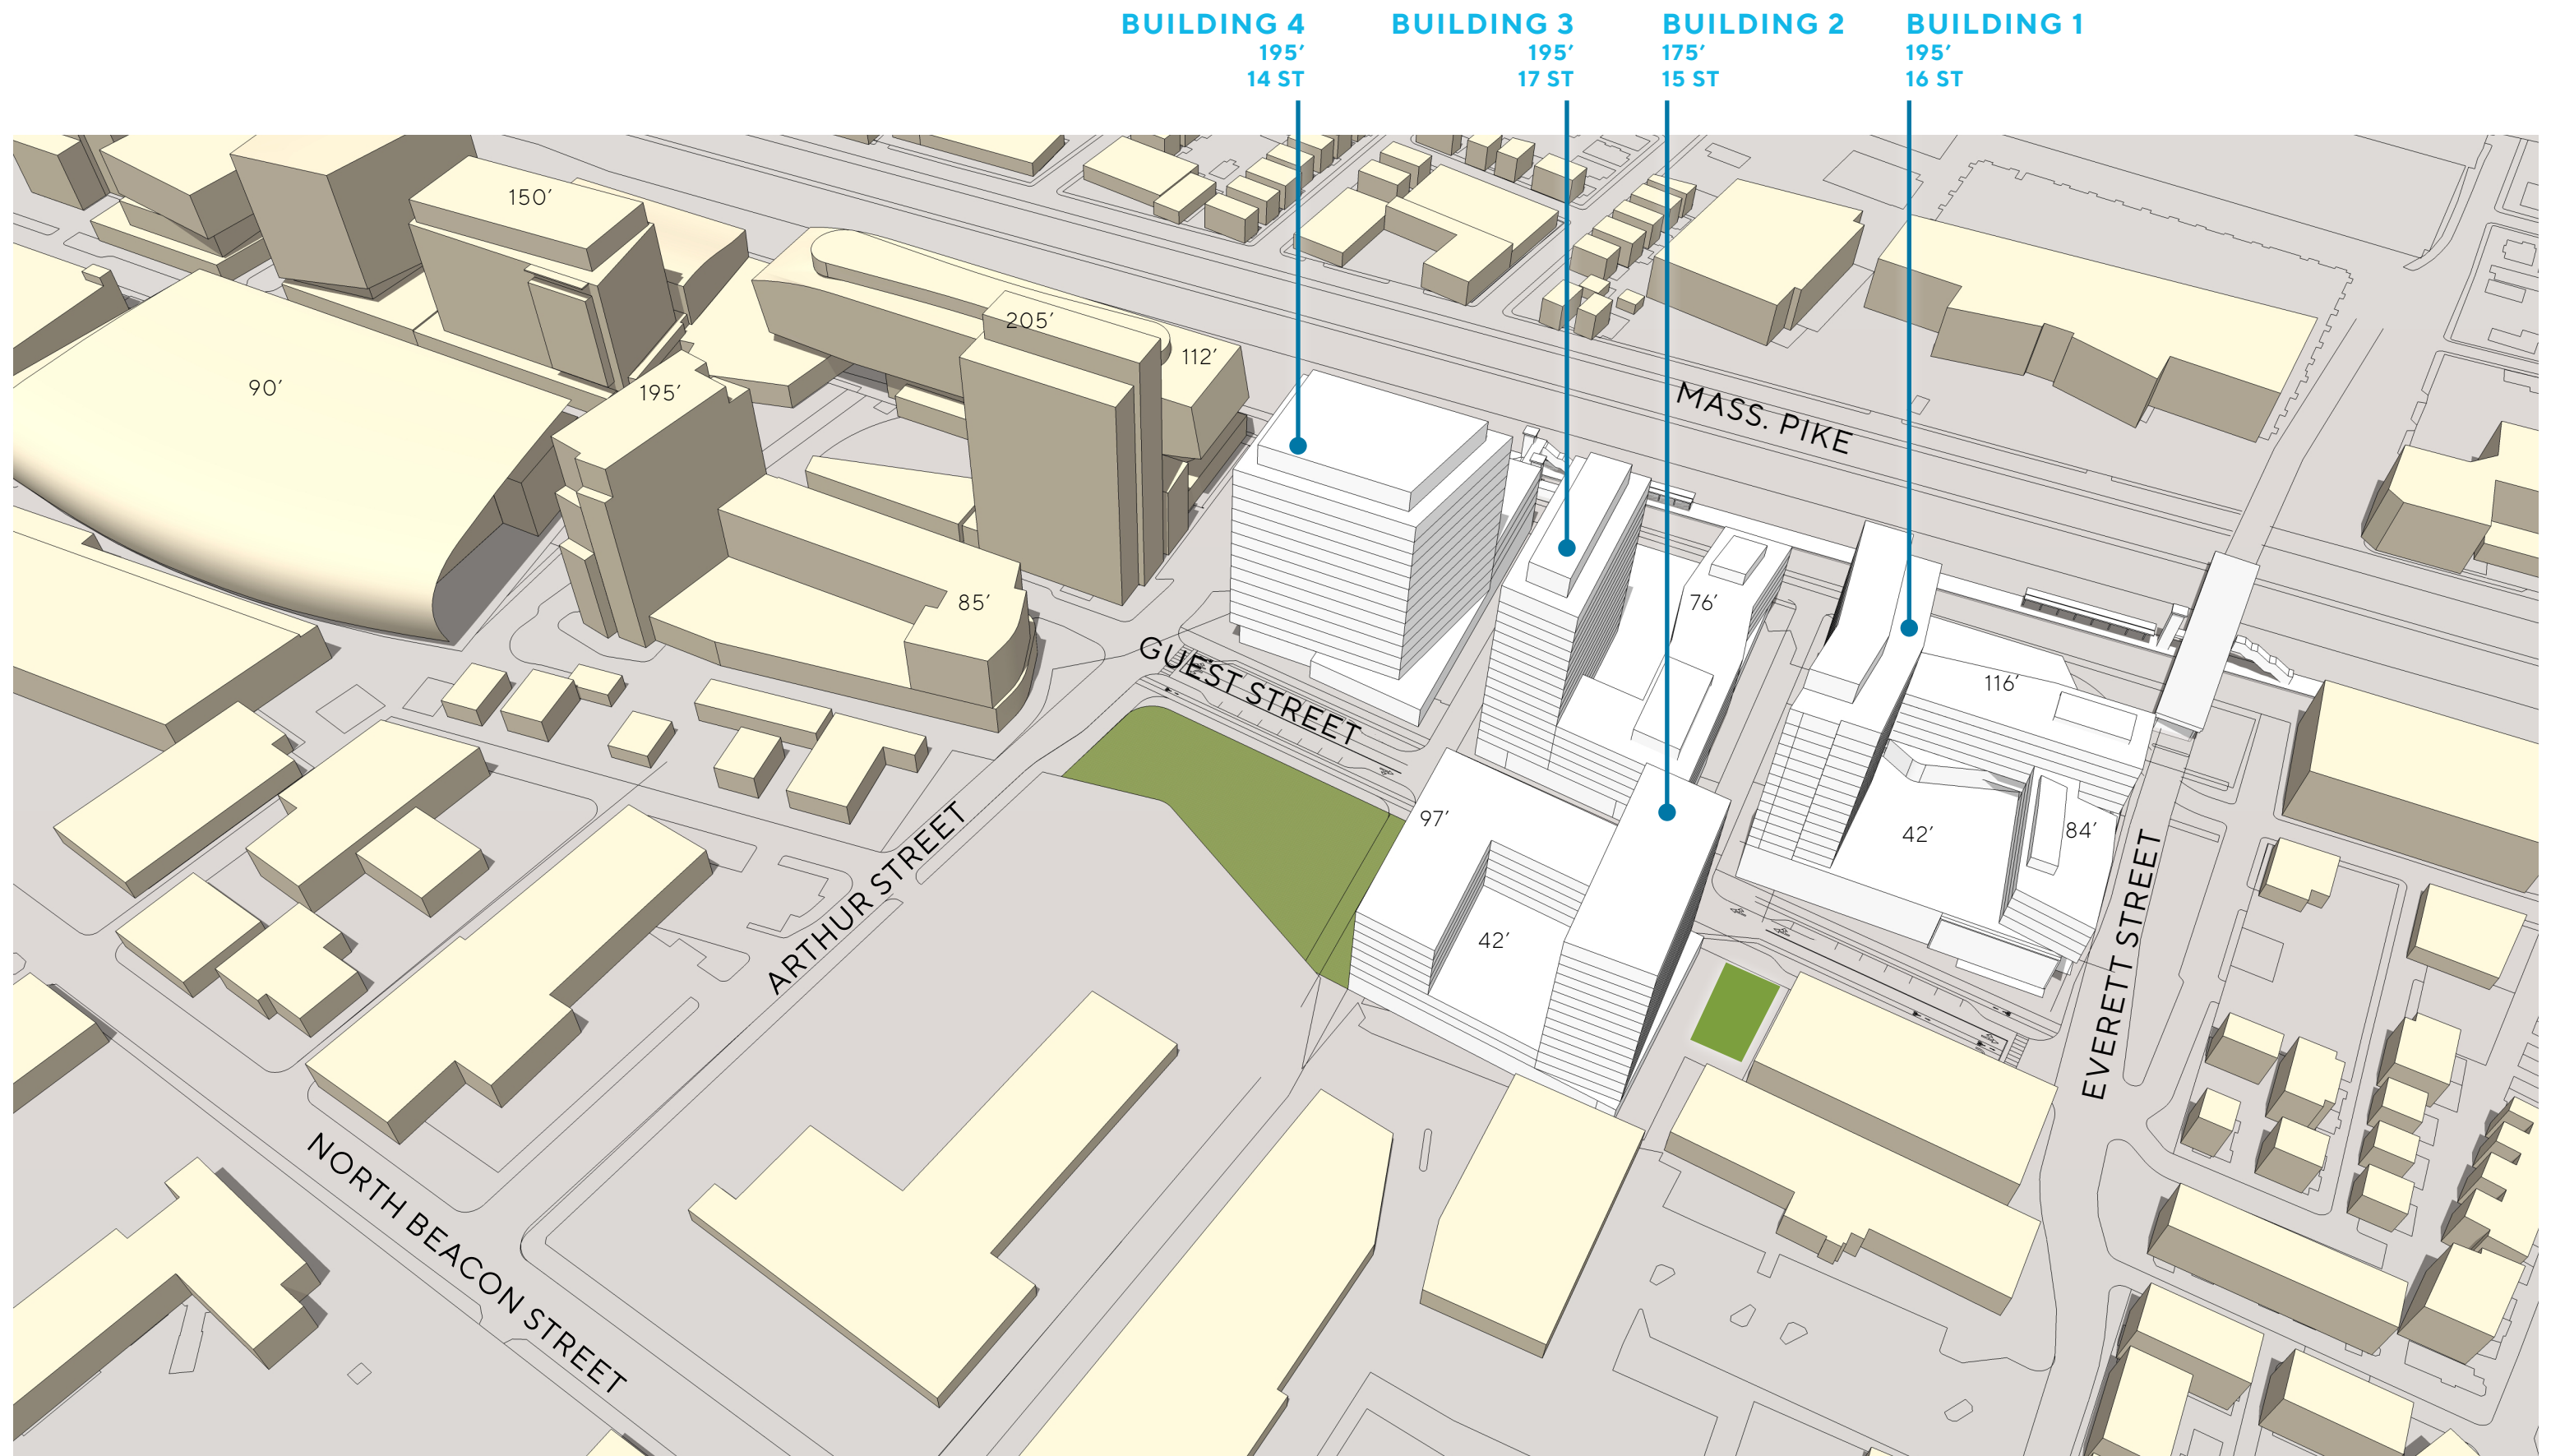 BUILDING 4
195′
14 ST
BUILDING 3
195′
17 ST
BUILDING 2
175′
15 ST
BUILDING 1
195′
16 ST
150′
205′
112′
90′
195′
MASS. PIKE
85′
76′
GUEST STREET
116′
97′
42′
84′
42′
ARTHUR STREET
EVERETT STREET
NORTH BEACON STREET